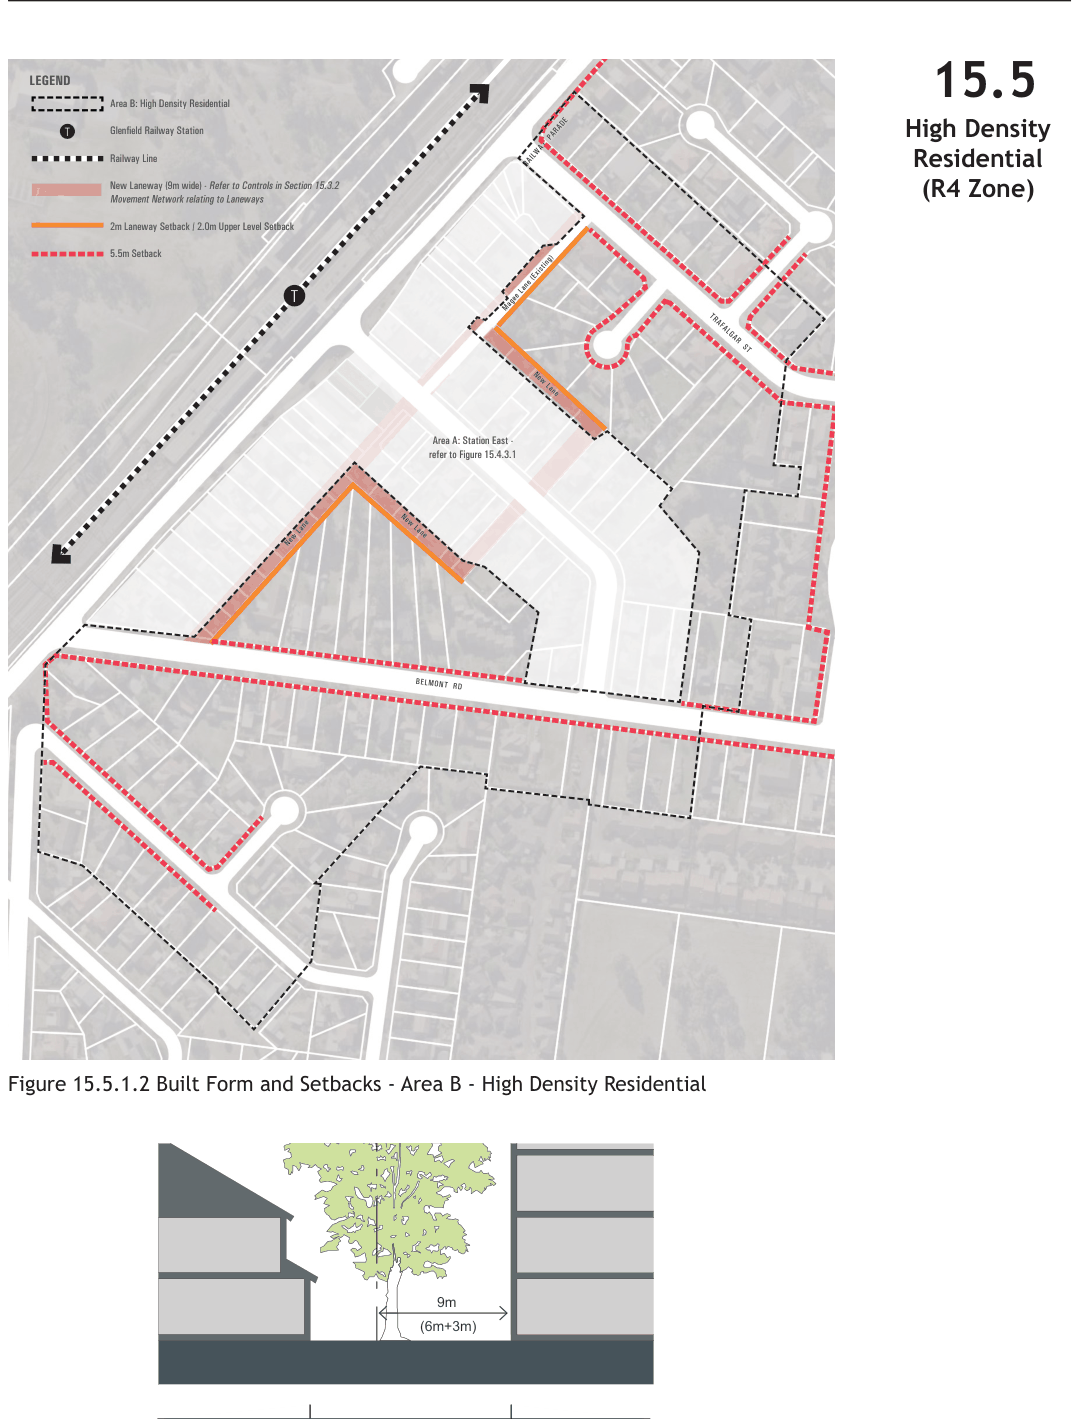 15.5
High Density
Residential
(R4 Zone)
LEGEND
Area B: High Density Residential
T
Glenfield Railway Station
Railway Line
New Laneway (9m wide) - Refer to Controls in Section 15.3.2
Movement Network relating to Laneways
2m Laneway Setback / 2.0m Upper Level Setback
5.5m Setback
RAILWAY PARADE
T
Magee Lane (Existing)
TRAFALGAR ST
New Lane
Area A: Station East -
refer to Figure 15.4.3.1
New Lane
New Lane
BELMONT RD
Figure 15.5.1.2 Built Form and Setbacks - Area B - High Density Residential
9m
(6m+3m)